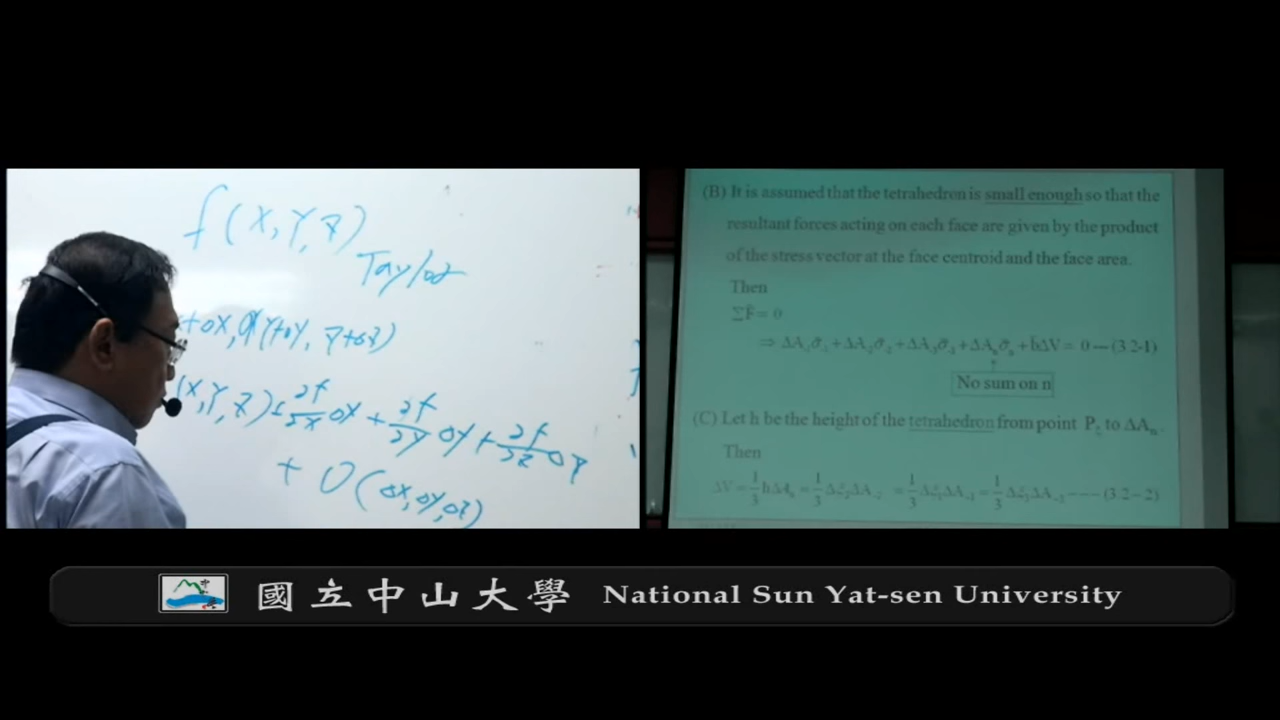 f(X,Y,Z)
Taylor
+ΔX, Y+ΔY, Z+ΔZ)
(X,Y,Z)+∂f/∂x ΔX+∂f/∂y ΔY+∂f/∂z ΔZ
+ O(ΔX,ΔY,ΔZ)
(B) It is assumed that the tetrahedron is small enough so that the
resultant forces acting on each face are given by the product
of the stress vector at the face centroid and the face area.
Then
ΣF̄ = 0
No sum on n
(C) Let h be the height of the tetrahedron from point P to ΔAₙ.
Then
國立中山大學 National Sun Yat-sen University